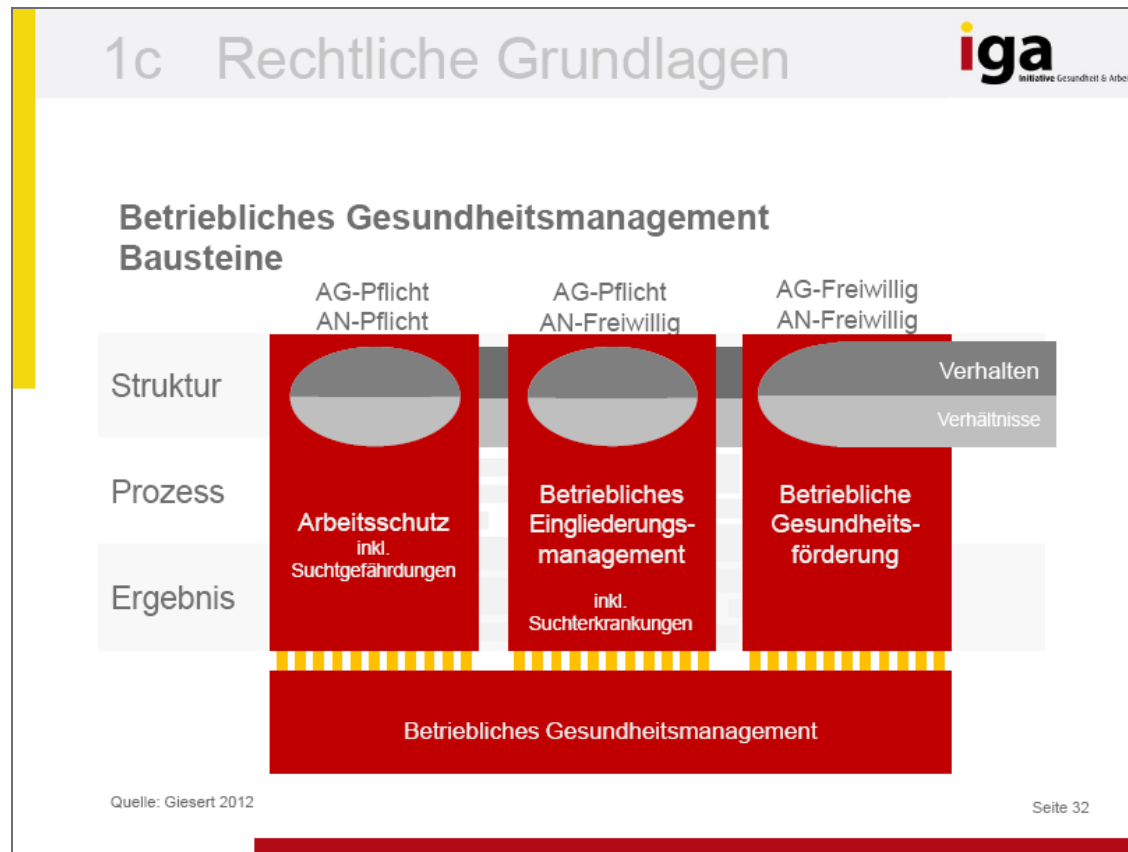 1c Rechtliche Grundlagen
iga
Initiative Gesundheit & Arbei
Betriebliches Gesundheitsmanagement
Bausteine
AG-Pflicht
AN-Pflicht
AG-Pflicht
AN-Freiwillig
AG-Freiwillig
AN-Freiwillig
Struktur
Verhalten
Verhältnisse
Prozess
Ergebnis
Arbeitsschutz
inkl.
Suchtgefährdungen
Betriebliches
Eingliederungs-
management
inkl.
Suchterkrankungen
Betriebliche
Gesundheits-
förderung
Betriebliches Gesundheitsmanagement
Quelle: Giesert 2012
Seite 32